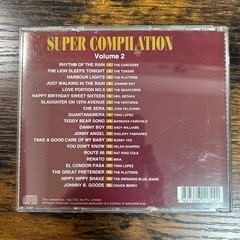 SUPER COMPILATION
Volume 2
RHYTHM OF THE RAIN THE CASCADES
THE LION SLEEPS TONIGHT THE TOKENS
HARBOUR LIGHTS THE PLATTERS
JUST WALKING IN THE RAIN JOHNNIE RAY
LOVE PORTION NO.9 THE SEARCHERS
HAPPY BIRTHDAY SWEET SIXTEEN NEIL SEDAKA
SLAUGHTER ON 10TH AVENUE THE VENTURES
CHE SERA JOSE FELICIANO
GUANTANAMERA TRINI LOPEZ
TEDDY BEAR SONG BARBARA FAIRCHILD
DANNY BOY ANDY WILLIAMS
JONNY ANGEL SHELLEY FABARES
TAKE A GOOD CARE OF MY BABY BOBBY VEE
YOU DON'T KNOW HELEN SHAPIRO
ROUTE 66 NAT KING COLE
RENATO MINA
EL CONDOR PASA TRINI LOPEZ
THE GREAT PRETENDER THE PLATTERS
HIPPY HIPPY SHAKE THE SWINGING BLUE JEANS
JOHNNY B. GOODE CHUCK BERRY